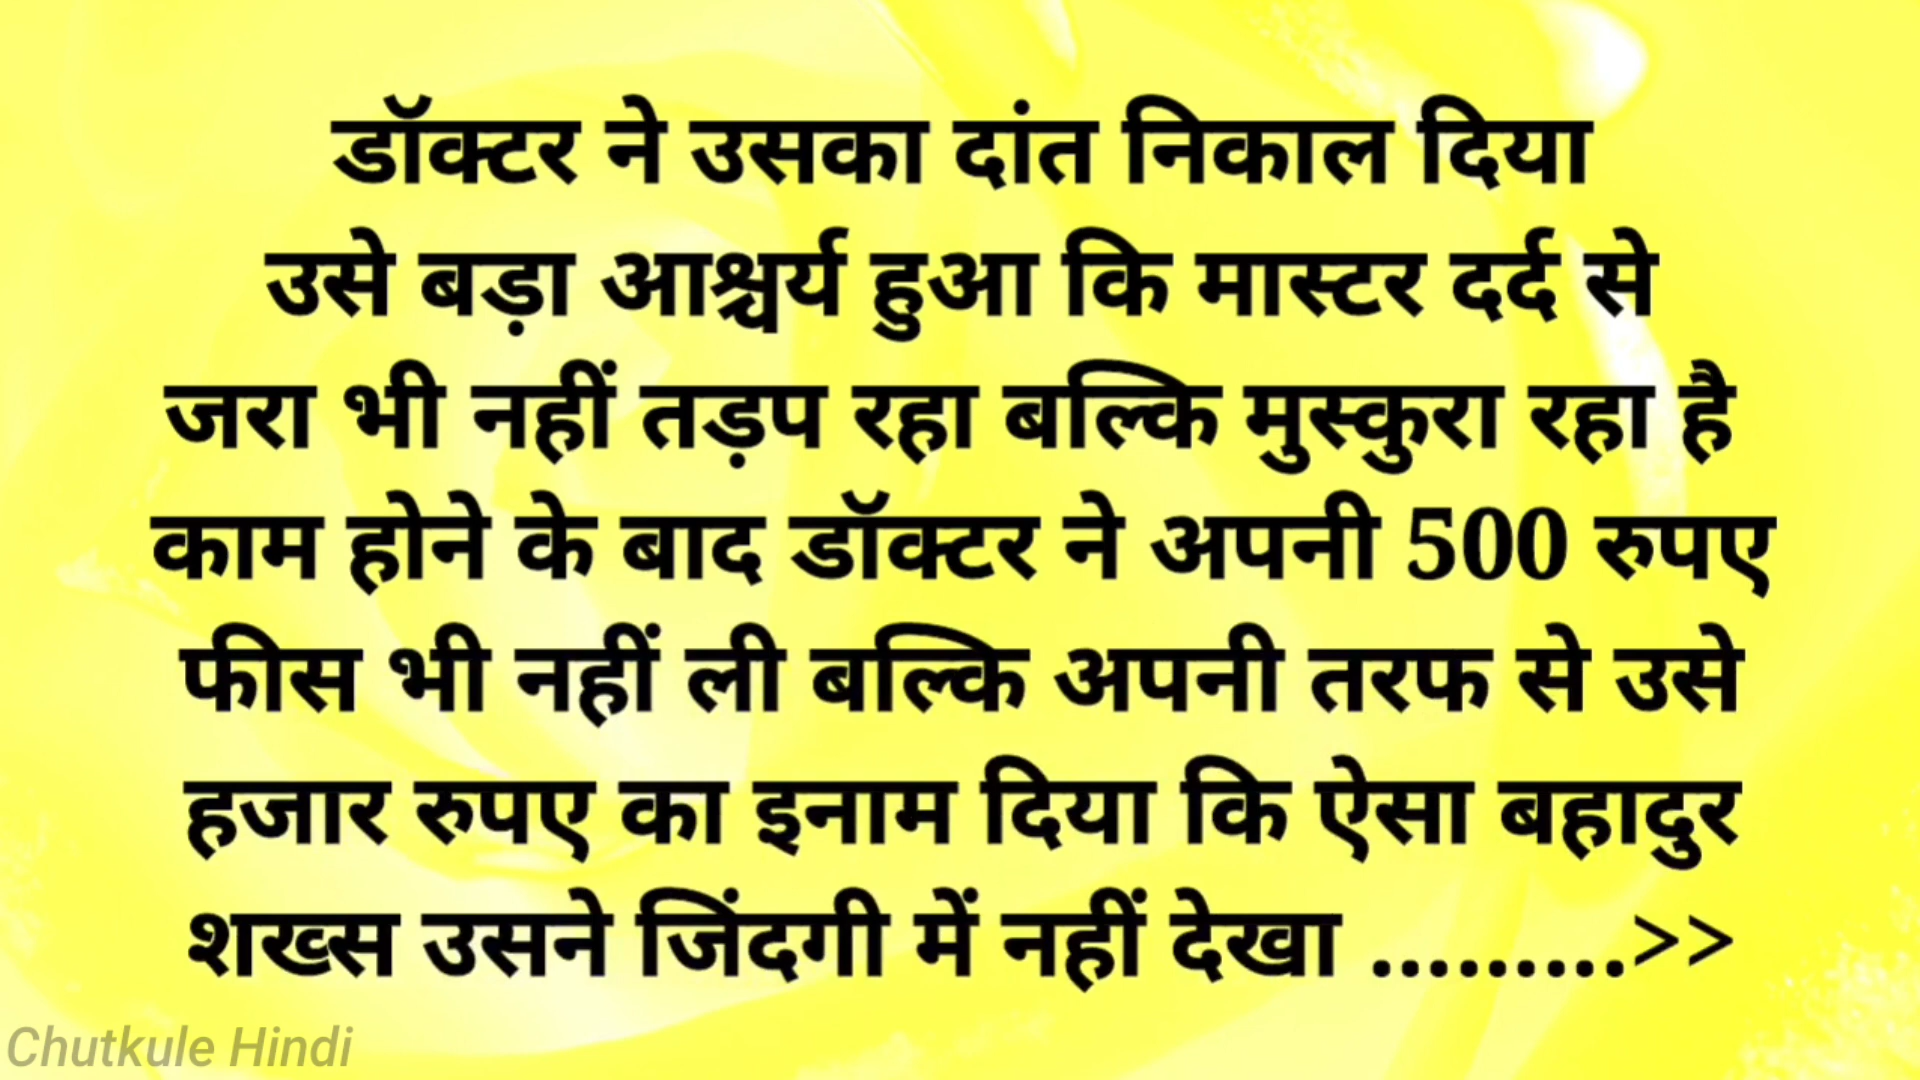 डॉक्टर ने उसका दांत निकाल दिया
उसे बड़ा आश्चर्य हुआ कि मास्टर दर्द से
जरा भी नहीं तड़प रहा बल्कि मुस्कुरा रहा है
काम होने के बाद डॉक्टर ने अपनी 500 रुपए
फीस भी नहीं ली बल्कि अपनी तरफ से उसे
हजार रुपए का इनाम दिया कि ऐसा बहादुर
शख्स उसने जिंदगी में नहीं देखा .........>>
Chutkule Hindi